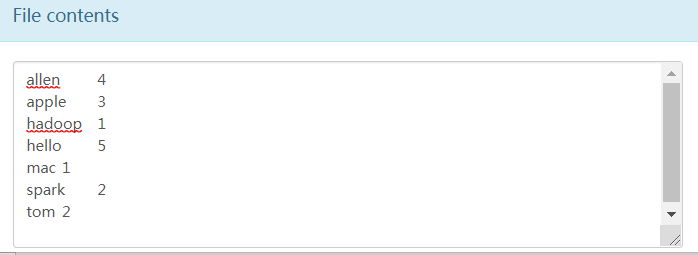 File contents
allen 4
apple 3
hadoop 1
hello 5
mac 1
spark 2
tom 2